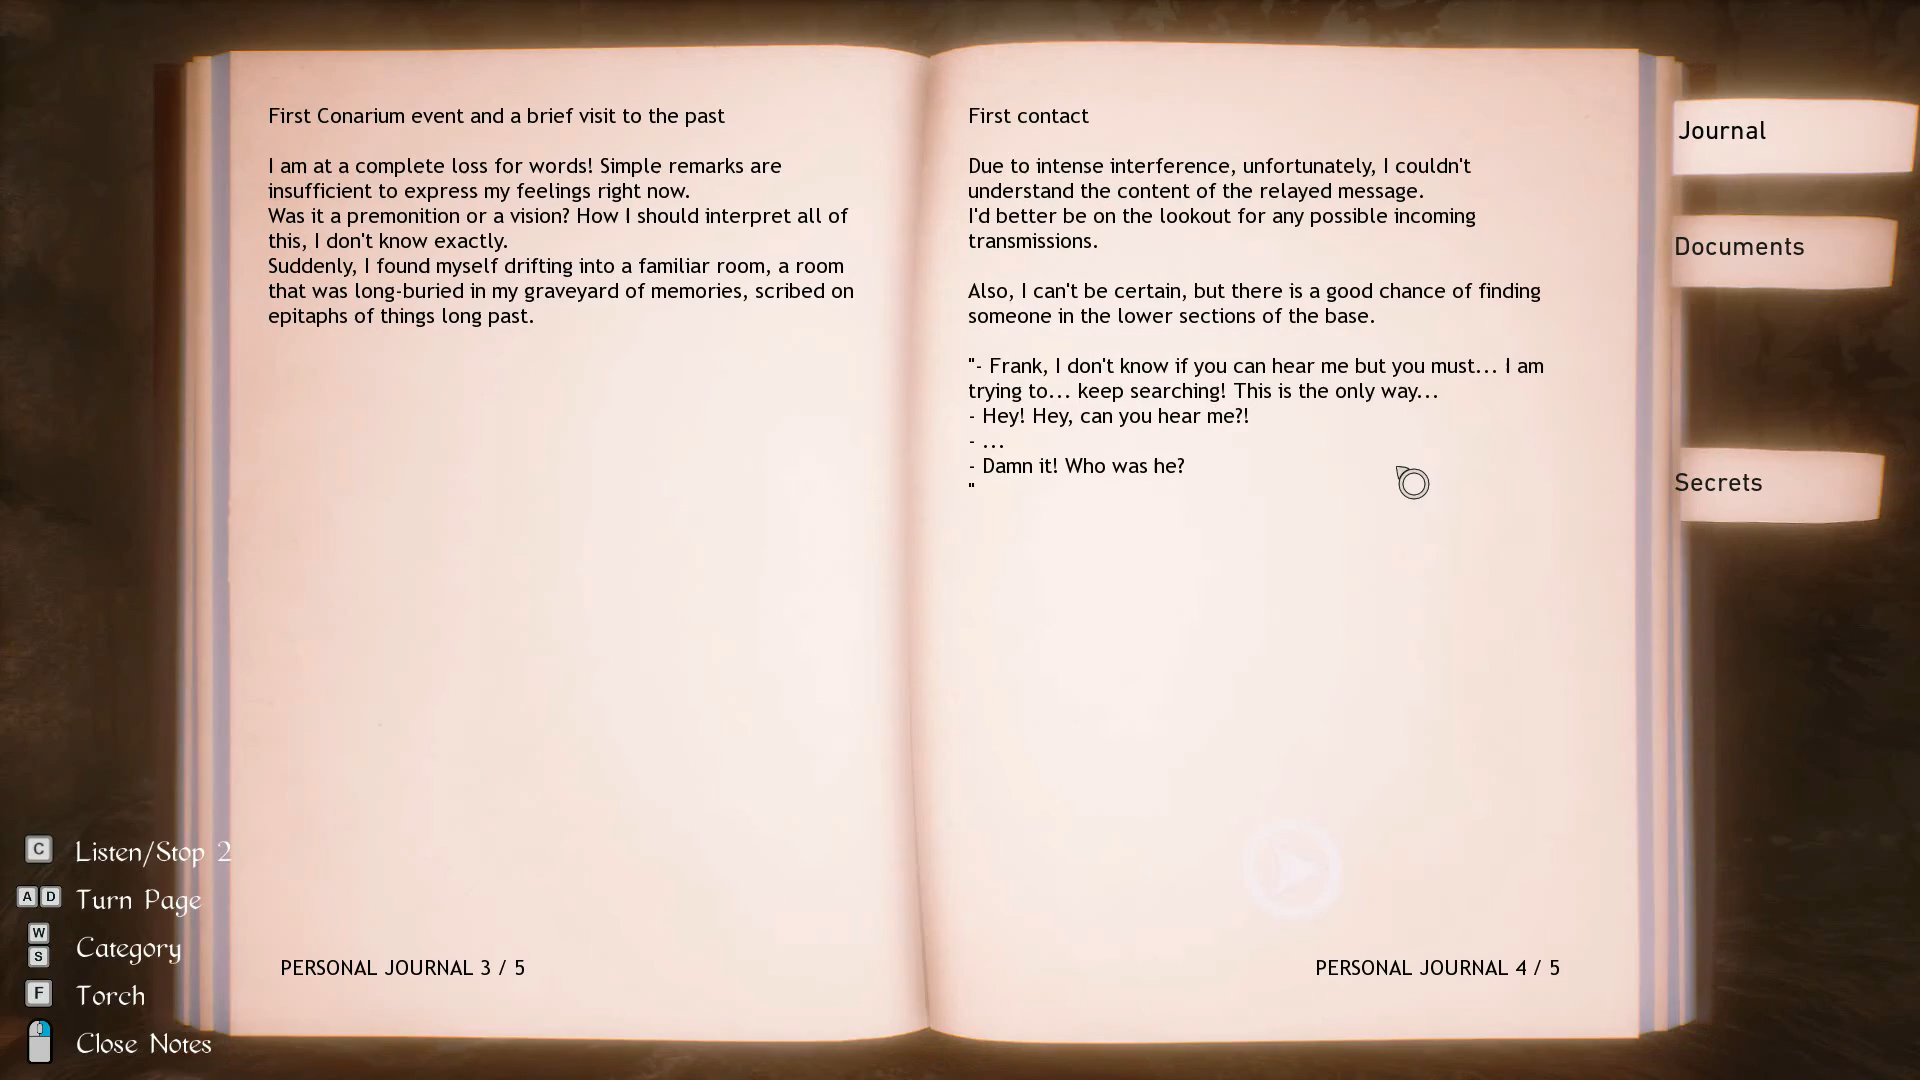 First Conarium event and a brief visit to the past
I am at a complete loss for words! Simple remarks are
insufficient to express my feelings right now.
Was it a premonition or a vision? How I should interpret all of
this, I don't know exactly.
Suddenly, I found myself drifting into a familiar room, a room
that was long-buried in my graveyard of memories, scribed on
epitaphs of things long past.
PERSONAL JOURNAL 3 / 5
First contact
Due to intense interference, unfortunately, I couldn't
understand the content of the relayed message.
I'd better be on the lookout for any possible incoming
transmissions.
Also, I can't be certain, but there is a good chance of finding
someone in the lower sections of the base.
"- Frank, I don't know if you can hear me but you must... I am
trying to... keep searching! This is the only way...
- Hey! Hey, can you hear me?!
- ...
- Damn it! Who was he?
"
PERSONAL JOURNAL 4 / 5
Journal
Documents
Secrets
C Listen/Stop 2
A D Turn Page
W
S Category
F Torch
Close Notes